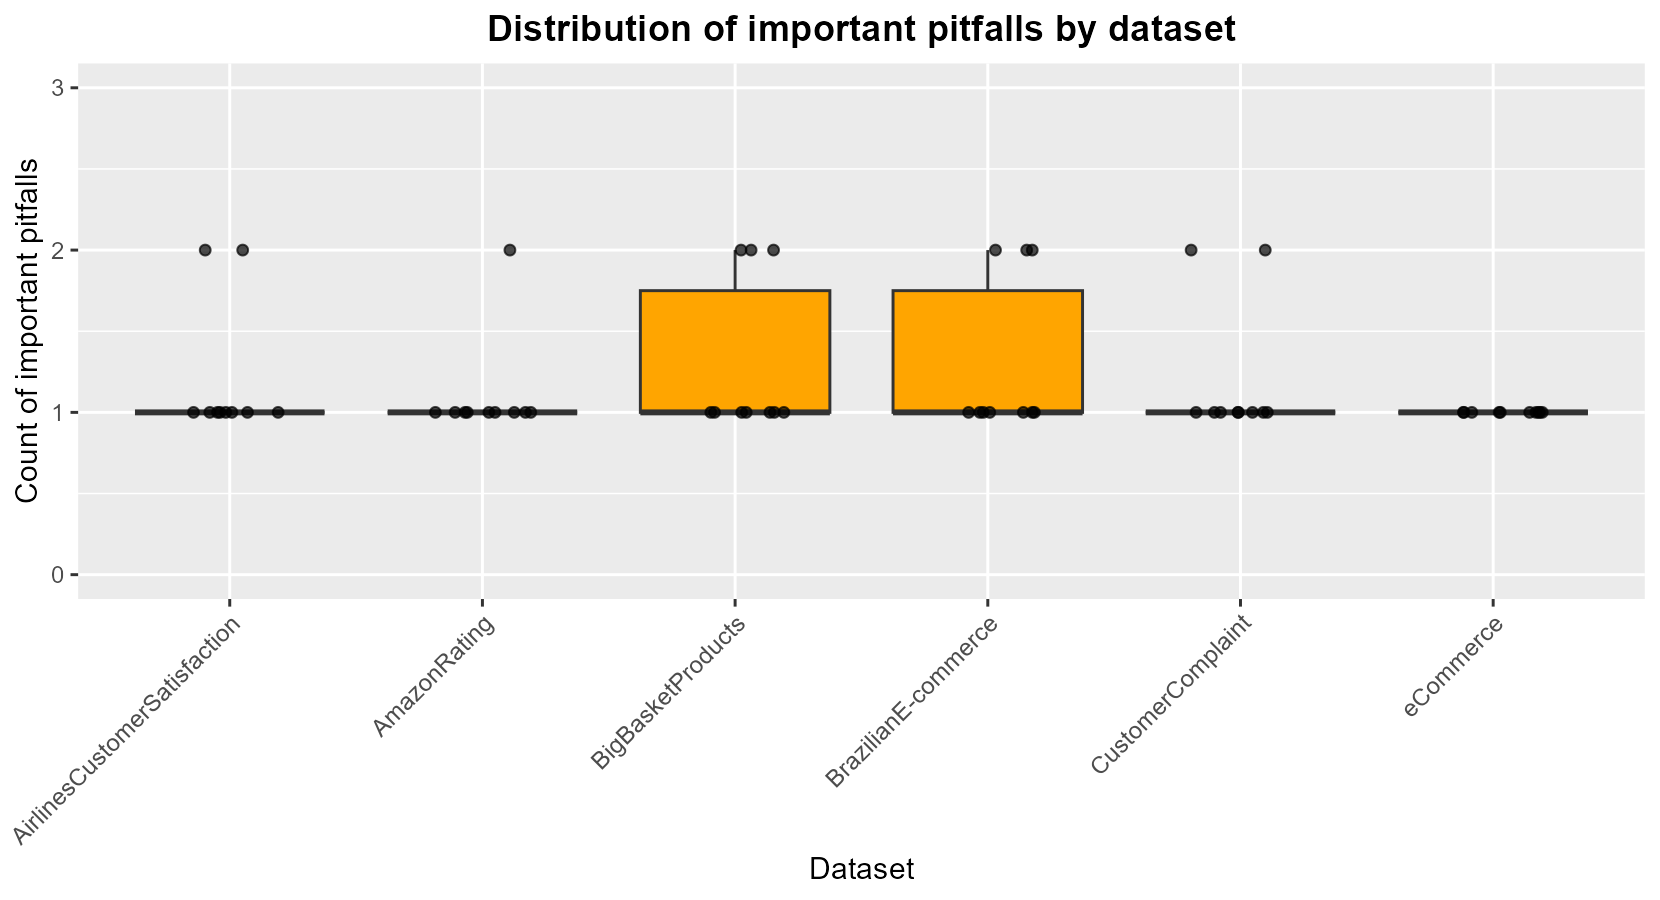 Distribution of important pitfalls by dataset
Count of important pitfalls
3
2
1
0
AirlinesCustomerSatisfaction
AmazonRating
BigBasketProducts
BrazilianE-commerce
CustomerComplaint
eCommerce
Dataset